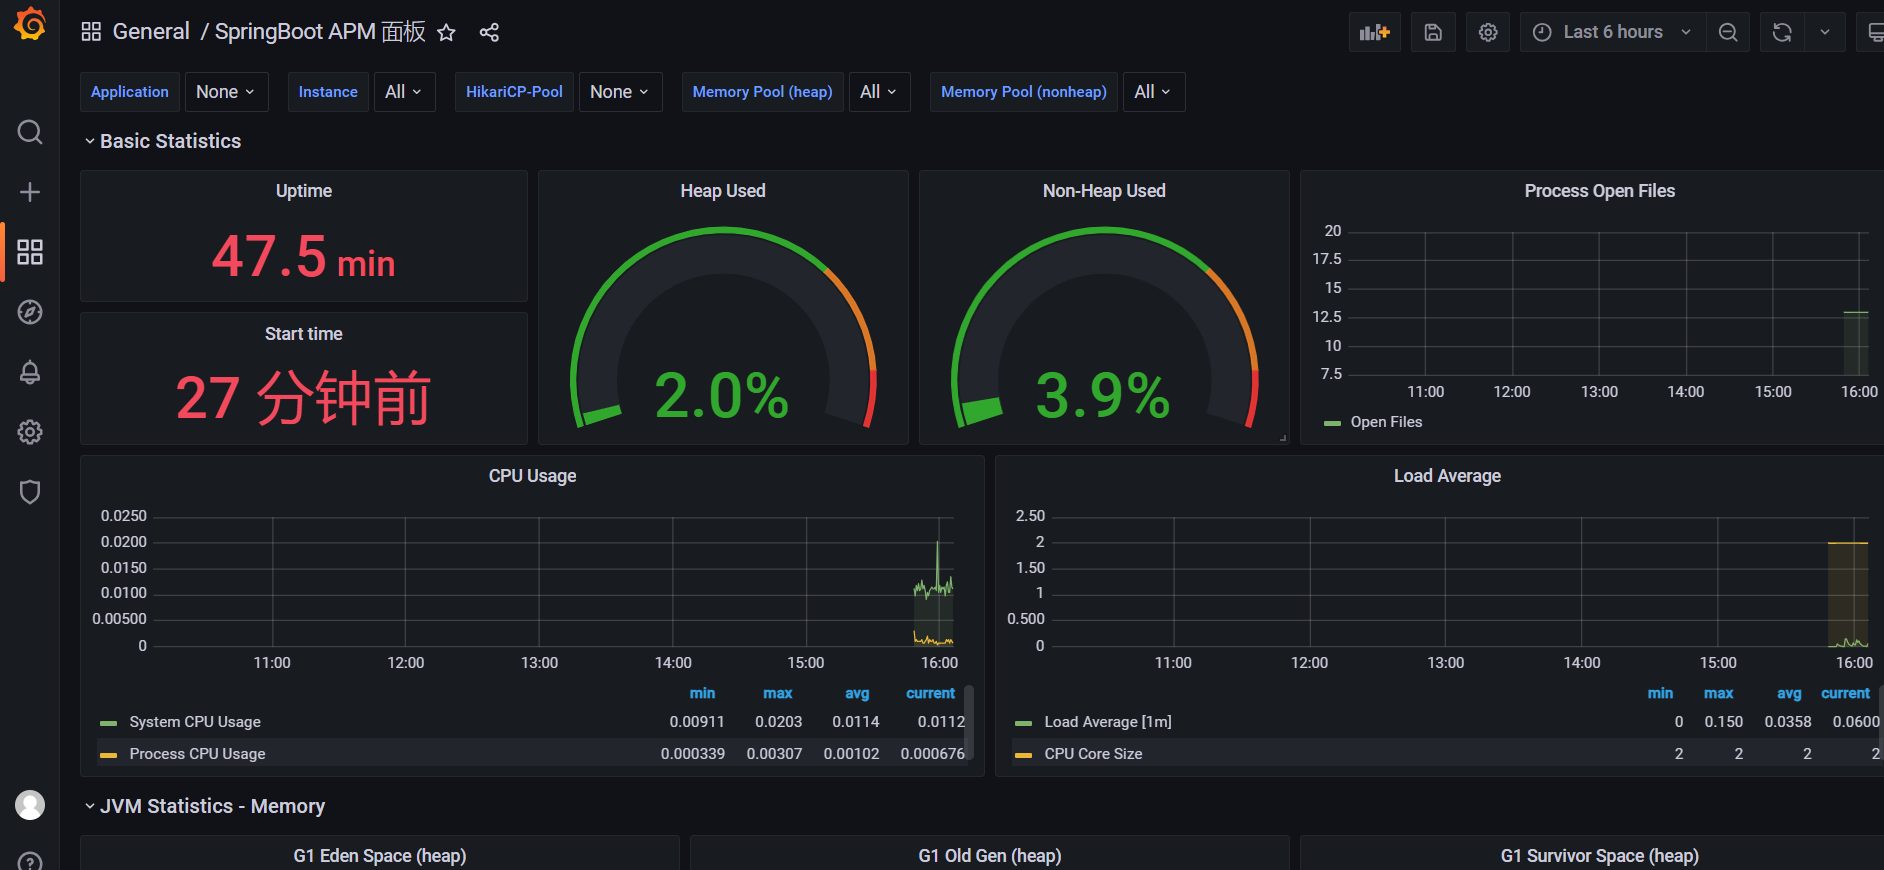 General / SpringBoot APM 面板
Last 6 hours
Application None Instance All HikariCP-Pool None Memory Pool (heap) All Memory Pool (nonheap) All
Basic Statistics
Uptime
47.5 min
Start time
27 分钟前
Heap Used
2.0%
Non-Heap Used
3.9%
Process Open Files
20
17.5
15
12.5
10
7.5
11:00 12:00 13:00 14:00 15:00 16:00
Open Files
CPU Usage
0.0250
0.0200
0.0150
0.0100
0.00500
0
11:00 12:00 13:00 14:00 15:00 16:00
min max avg current
System CPU Usage 0.00911 0.0203 0.0114 0.0112
Process CPU Usage 0.000339 0.00307 0.00102 0.000676
Load Average
2.50
2
1.50
1
0.500
0
11:00 12:00 13:00 14:00 15:00 16:00
min max avg current
Load Average [1m] 0 0.150 0.0358 0.0600
CPU Core Size 2 2 2 2
JVM Statistics - Memory
G1 Eden Space (heap)
G1 Old Gen (heap)
G1 Survivor Space (heap)